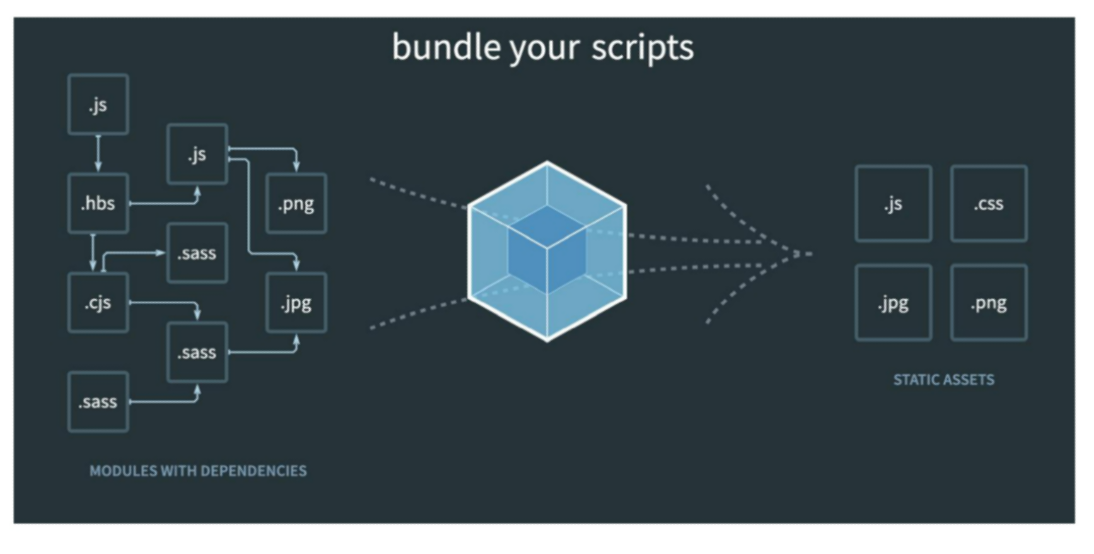 bundle your scripts
.js
.js
.hbs
.png
.sass
.cjs
.jpg
.sass
.sass
MODULES WITH DEPENDENCIES
.js
.css
.jpg
.png
STATIC ASSETS